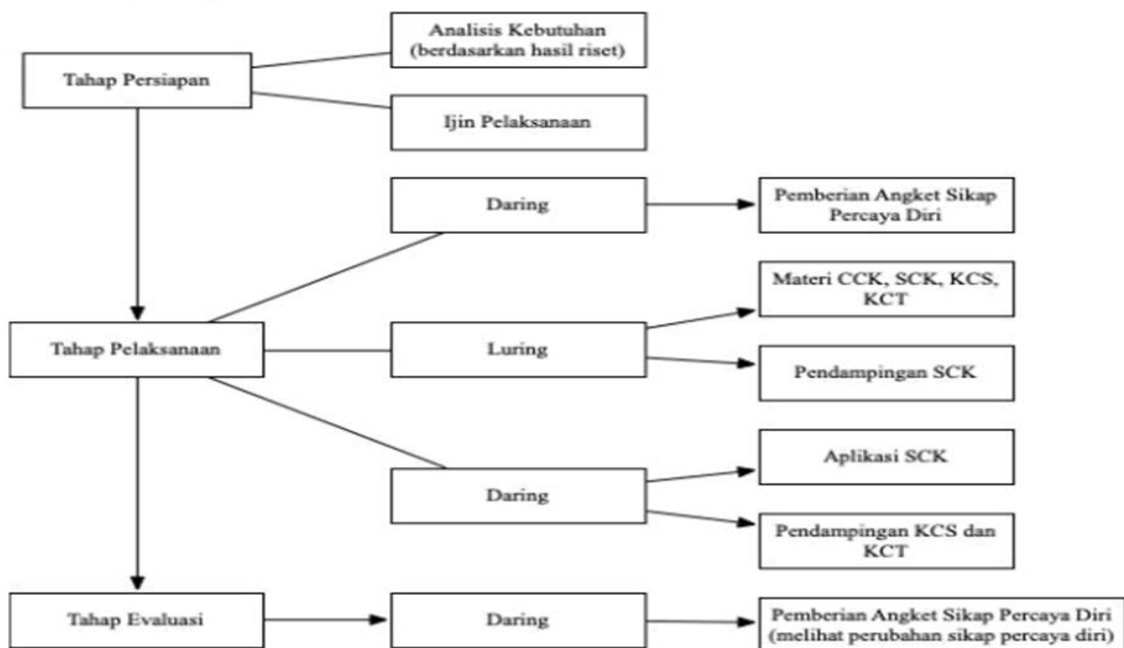 Tahap Persiapan
Analisis Kebutuhan
(berdasarkan hasil riset)
Ijin Pelaksanaan
Daring
Pemberian Angket Sikap
Percaya Diri
Tahap Pelaksanaan
Luring
Materi CCK, SCK, KCS,
KCT
Pendampingan SCK
Daring
Aplikasi SCK
Pendampingan KCS dan
KCT
Tahap Evaluasi
Daring
Pemberian Angket Sikap Percaya Diri
(melihat perubahan sikap percaya diri)